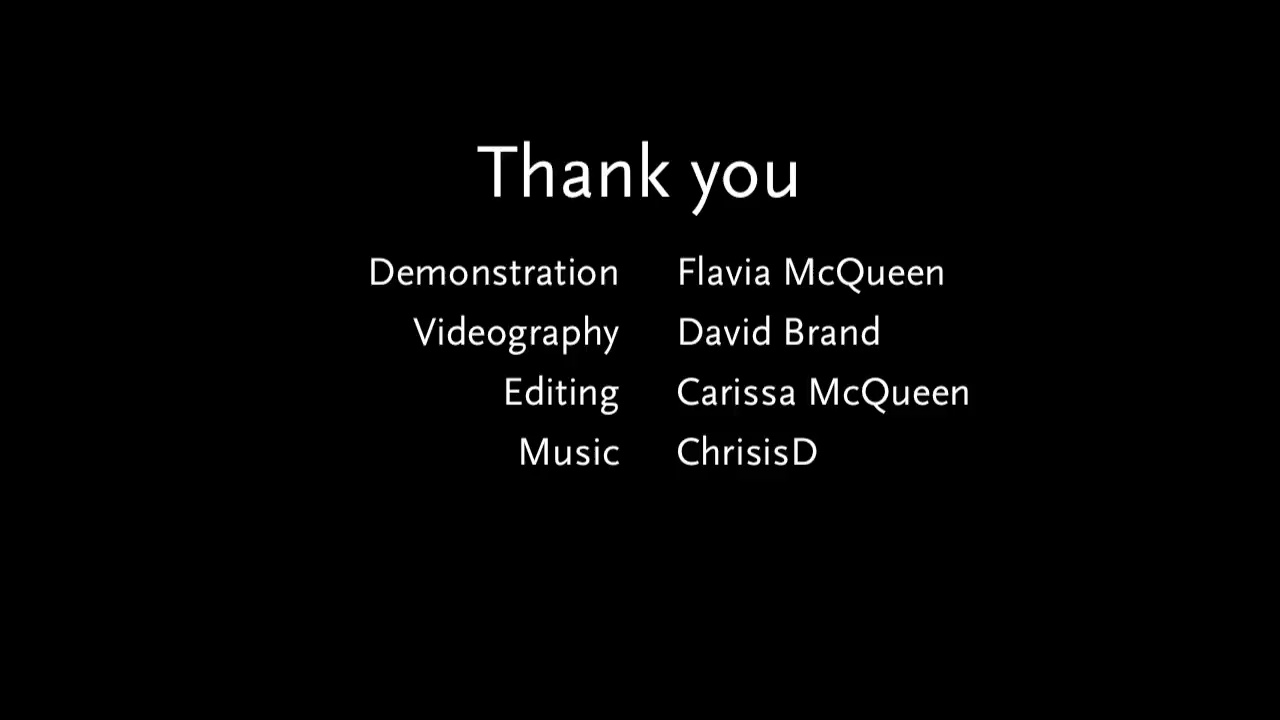 Thank you
Demonstration Flavia McQueen
Videography David Brand
Editing Carissa McQueen
Music ChrisisD